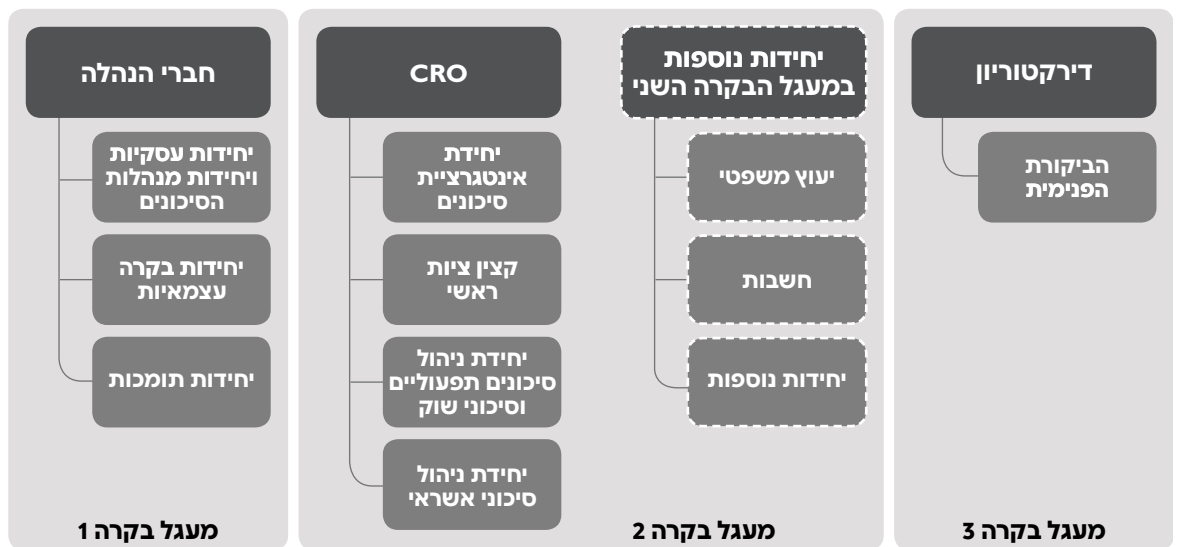 חברי הנהלה
יחידות עסקיות
ויחידות מנהלות
הסיכונים
יחידות בקרה
עצמאיות
יחידות תומכות
מעגל בקרה 1
CRO
יחידת
אינטגרציית
סיכונים
קצין ציות
ראשי
יחידת ניהול
סיכונים תפעוליים
וסיכוני שוק
יחידת ניהול
סיכוני אשראי
יחידות נוספות
במעגל הבקרה השני
יעוץ משפטי
חשבות
יחידות נוספות
מעגל בקרה 2
דירקטוריון
הביקורת
הפנימית
מעגל בקרה 3